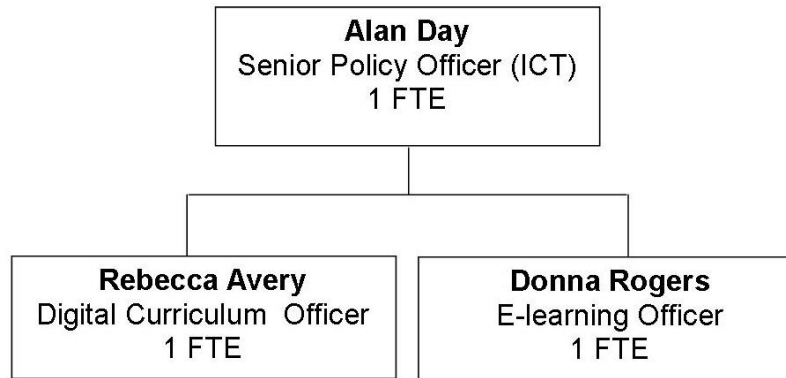 Alan Day
Senior Policy Officer (ICT)
1 FTE
Rebecca Avery
Digital Curriculum Officer
1 FTE
Donna Rogers
E-learning Officer
1 FTE